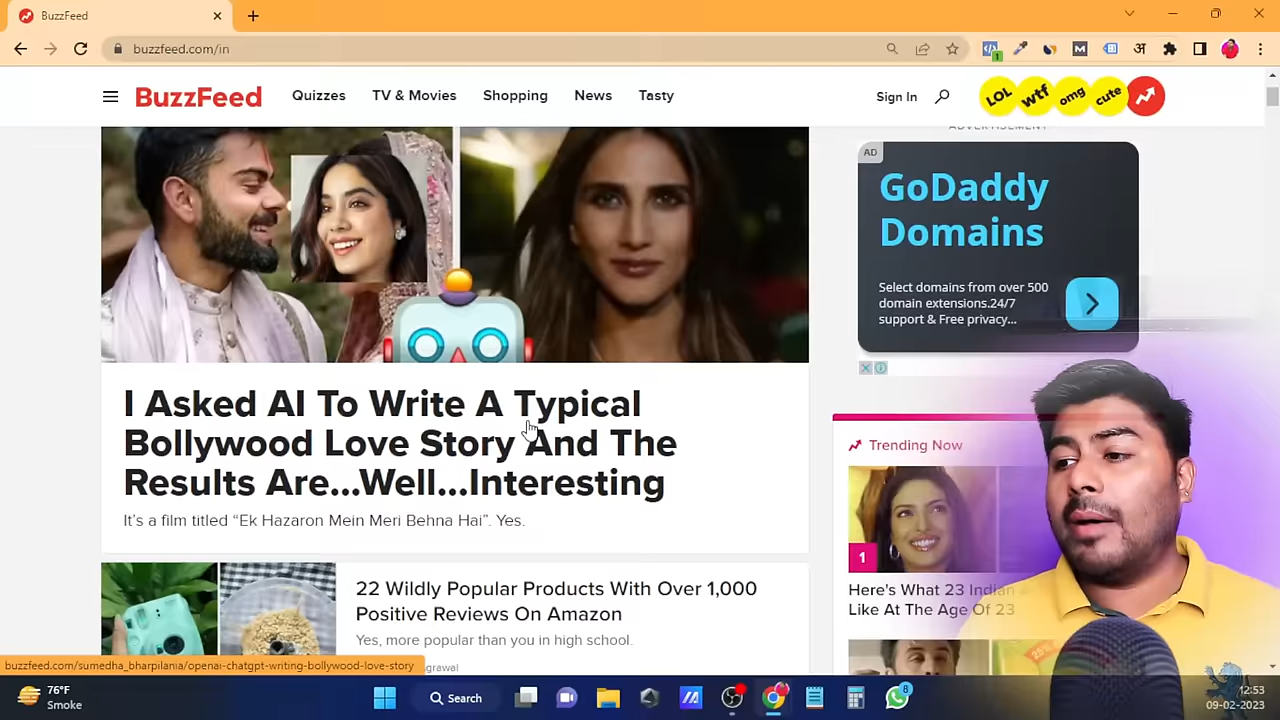 BuzzFeed
buzzfeed.com/in
BuzzFeed
Quizzes
TV & Movies
Shopping
News
Tasty
Sign In
LOL
wtf
omg
cute
ADVERTISEMENT
AD
GoDaddy
Domains
Select domains from over 500
domain extensions.24/7
support & Free privacy...
I Asked AI To Write A Typical
Bollywood Love Story And The
Results Are...Well...Interesting
It's a film titled “Ek Hazaron Mein Meri Behna Hai”. Yes.
Trending Now
1
Here's What 23 Indian
Like At The Age Of 23
22 Wildly Popular Products With Over 1,000
Positive Reviews On Amazon
Yes, more popular than you in high school.
grawal
buzzfeed.com/sumedha_bharpilania/openai-chatgpt-writing-bollywood-love-story
76°F
Smoke
Search
8
12:53
09-02-2023